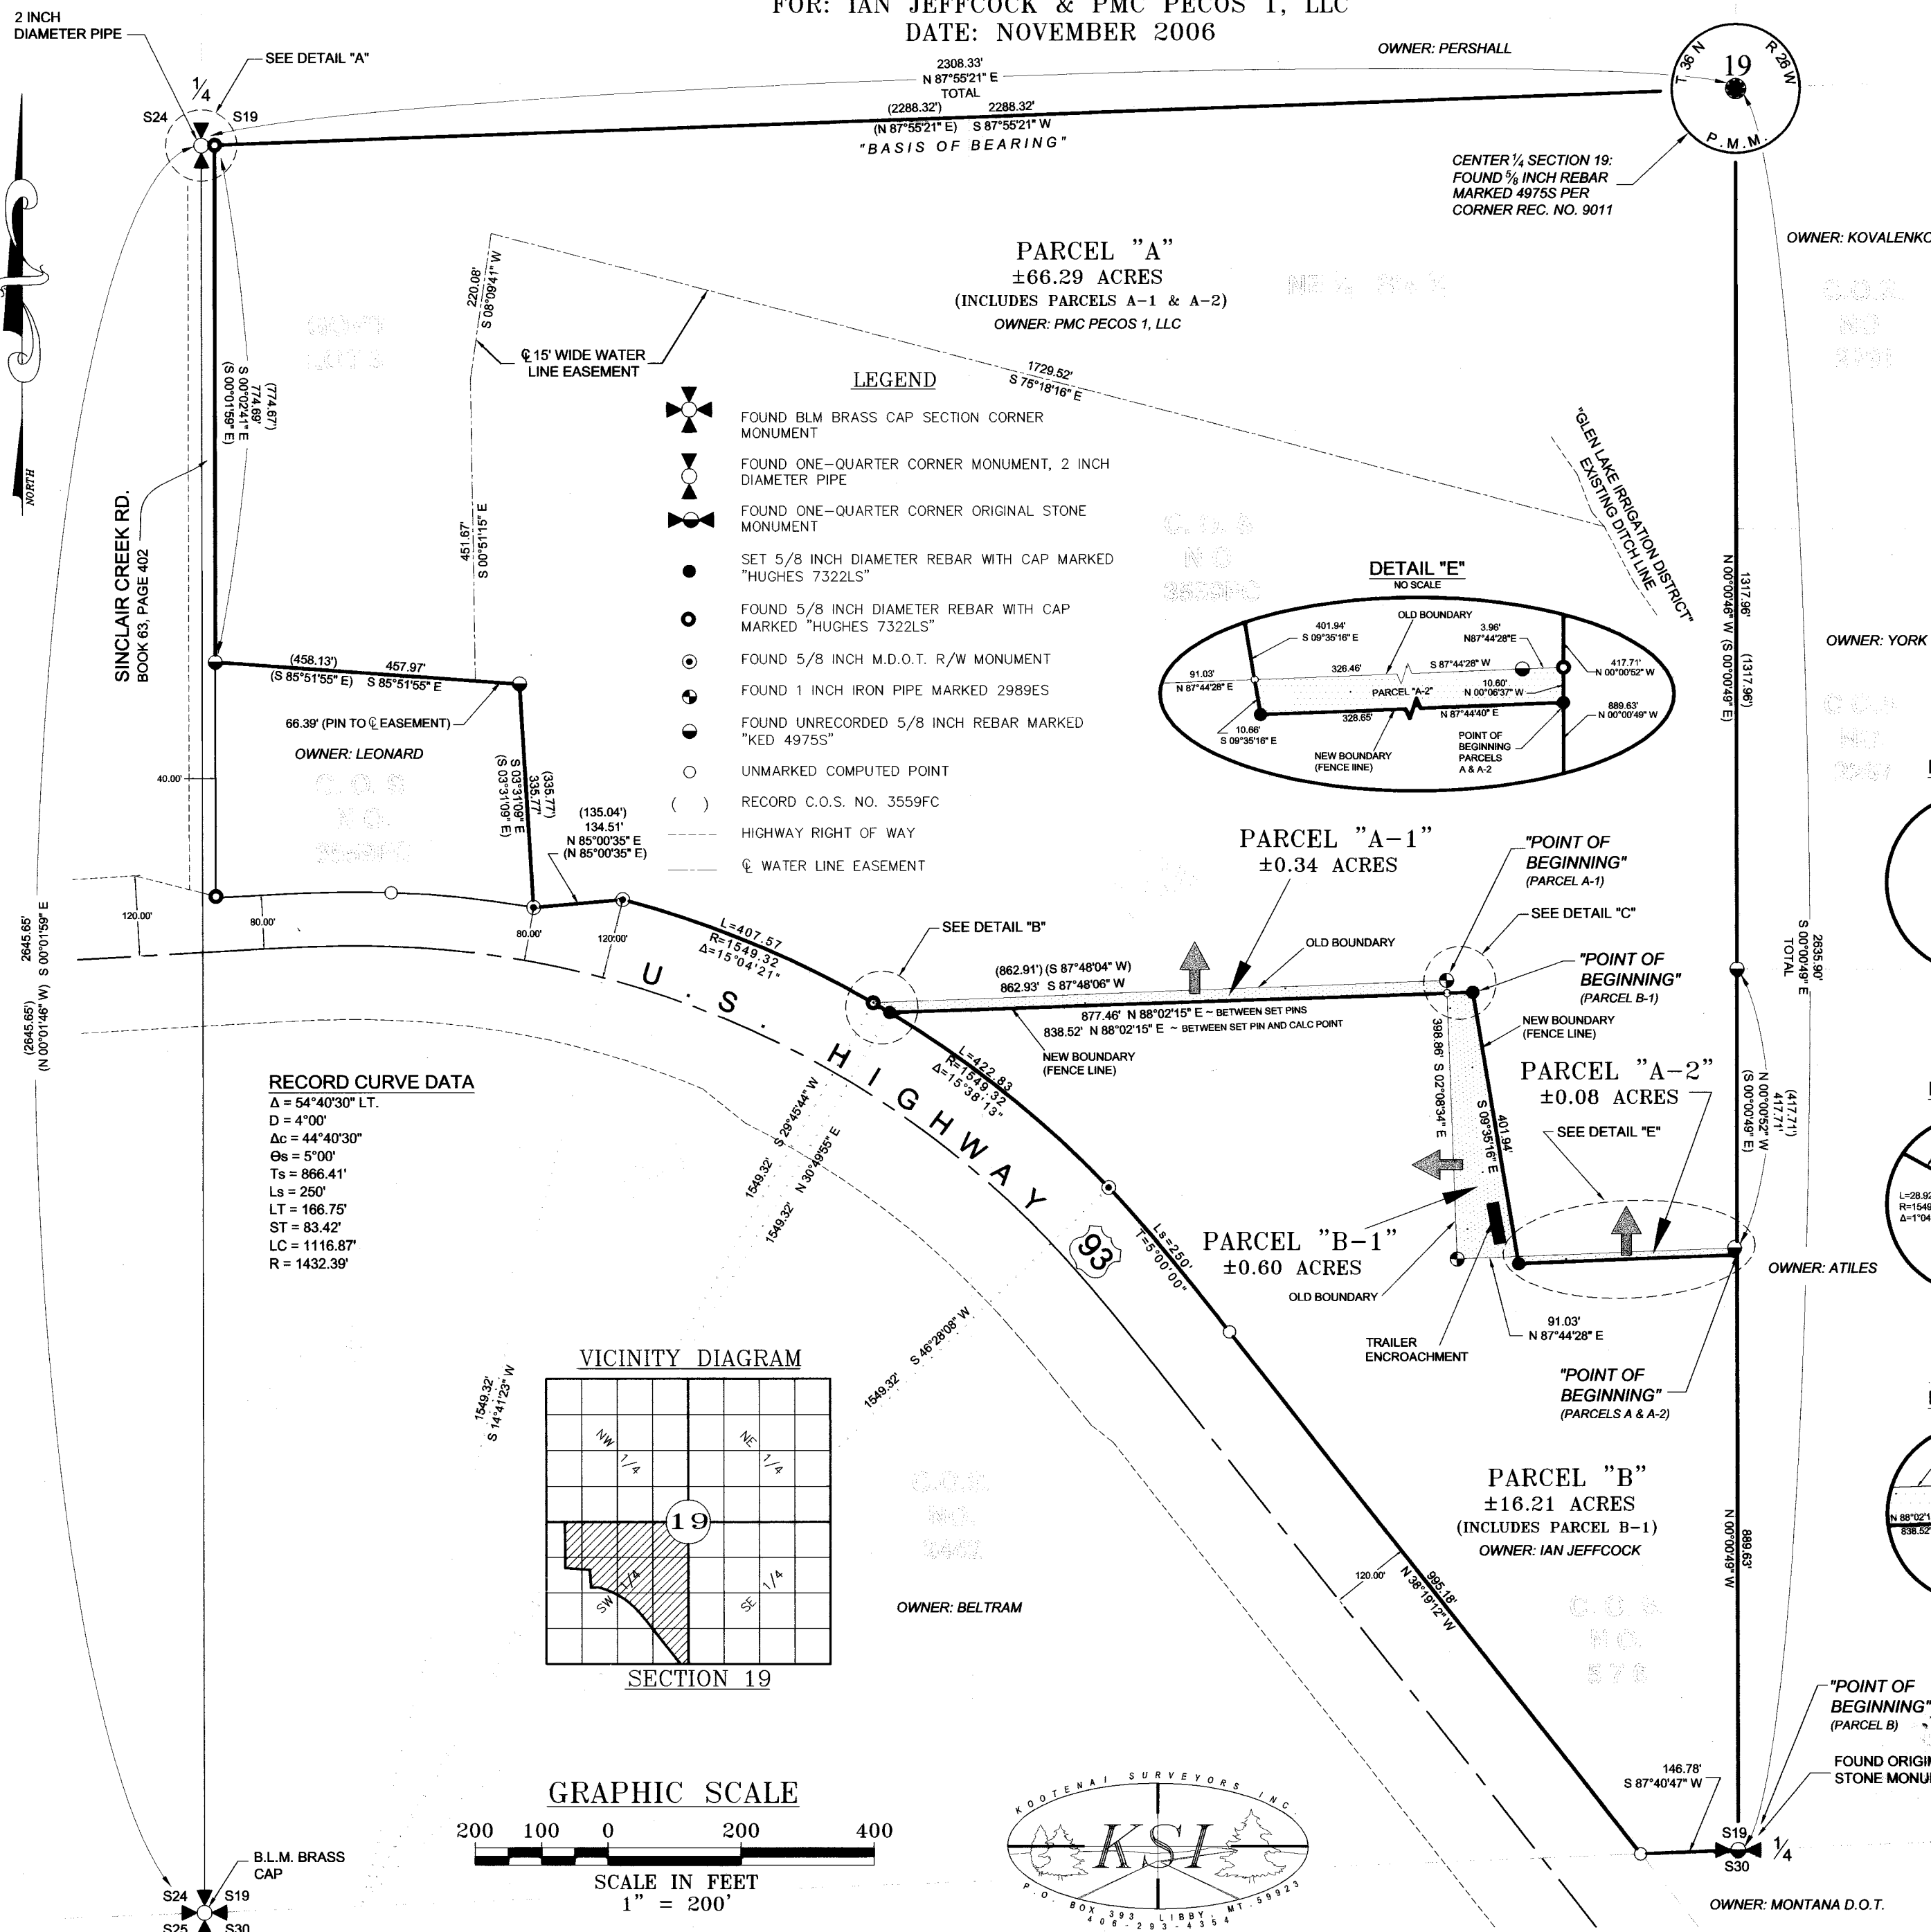 FOR: IAN JEFFCOCK & PMC PECOS 1, LLC
DATE: NOVEMBER 2006
2 INCH
DIAMETER PIPE
SEE DETAIL "A"
1/4
S24
S19
2308.33'
N 87°55'21" E
TOTAL
(2288.32') 2288.32'
(N 87°55'21" E) S 87°55'21" W
"BASIS OF BEARING"
OWNER: PERSHALL
T 36 N
R 26 W
19
P.M.M.
CENTER 1/4 SECTION 19:
FOUND 5/8 INCH REBAR
MARKED 4975S PER
CORNER REC. NO. 9011
OWNER: KOVALENKO
NORTH
PARCEL "A"
±66.29 ACRES
(INCLUDES PARCELS A-1 & A-2)
OWNER: PMC PECOS 1, LLC
220.08'
S 08°09'41" W
℄ 15' WIDE WATER
LINE EASEMENT
1729.52'
S 75°18'16" E
451.67'
S 00°51'15" E
"GLEN LAKE IRRIGATION DISTRICT"
EXISTING DITCH LINE
(774.67')
774.69'
S 00°02'41" E
(S 00°01'59" E)
SINCLAIR CREEK RD.
BOOK 63, PAGE 402
LEGEND
FOUND BLM BRASS CAP SECTION CORNER
MONUMENT
FOUND ONE-QUARTER CORNER MONUMENT, 2 INCH
DIAMETER PIPE
FOUND ONE-QUARTER CORNER ORIGINAL STONE
MONUMENT
SET 5/8 INCH DIAMETER REBAR WITH CAP MARKED
"HUGHES 7322LS"
FOUND 5/8 INCH DIAMETER REBAR WITH CAP
MARKED "HUGHES 7322LS"
FOUND 5/8 INCH M.D.O.T. R/W MONUMENT
FOUND 1 INCH IRON PIPE MARKED 2989ES
FOUND UNRECORDED 5/8 INCH REBAR MARKED
"KED 4975S"
UNMARKED COMPUTED POINT
( ) RECORD C.O.S. NO. 3559FC
HIGHWAY RIGHT OF WAY
℄ WATER LINE EASEMENT
DETAIL "E"
NO SCALE
OLD BOUNDARY
401.94'
S 09°35'16" E
3.96'
N87°44'28"E
91.03'
N 87°44'28" E
326.46'
S 87°44'28" W
417.71'
N 00°00'52" W
PARCEL "A-2"
10.60'
N 00°06'37" W
328.65'
N 87°44'40" E
889.63'
N 00°00'49" W
10.66'
S 09°35'16" E
NEW BOUNDARY
(FENCE LINE)
POINT OF
BEGINNING
PARCELS
A & A-2
1317.96'
N 00°00'46" W (S 00°00'49" E)
(1317.96')
OWNER: YORK
(458.13') 457.97'
(S 85°51'55" E) S 85°51'55" E
66.39' (PIN TO ℄ EASEMENT)
OWNER: LEONARD
40.00'
(335.77')
335.77'
S 03°31'09" E
(S 03°31'09" E)
(135.04')
134.51'
N 85°00'35" E
(N 85°00'35" E)
120.00'
80.00'
80.00'
120.00'
2645.65'
S 00°01'59" E
(2645.65')
(N 00°01'46" W)
L=407.57
R=1549.32
Δ=15°04'21"
SEE DETAIL "B"
PARCEL "A-1"
±0.34 ACRES
"POINT OF
BEGINNING"
(PARCEL A-1)
SEE DETAIL "C"
OLD BOUNDARY
(862.91') (S 87°48'04" W)
862.93' S 87°48'06" W
877.46' N 88°02'15" E ~ BETWEEN SET PINS
838.52' N 88°02'15" E ~ BETWEEN SET PIN AND CALC POINT
NEW BOUNDARY
(FENCE LINE)
"POINT OF
BEGINNING"
(PARCEL B-1)
NEW BOUNDARY
(FENCE LINE)
2635.90'
S 00°00'49" E
TOTAL
398.86' S 02°08'34" E
401.94'
S 09°35'16" E
PARCEL "A-2"
±0.08 ACRES
SEE DETAIL "E"
(417.71')
417.71'
N 00°00'52" W
(S 00°00'49" E)
L=422.83
R=1549.32
Δ=15°38'13"
U.S. HIGHWAY
93
1549.32' S 29°45'44" W
1549.32' N 30°49'55" E
RECORD CURVE DATA
Δ = 54°40'30" LT.
D = 4°00'
Δc = 44°40'30"
Θs = 5°00'
Ts = 866.41'
Ls = 250'
LT = 166.75'
ST = 83.42'
LC = 1116.87'
R = 1432.39'
Ls=250'
T=5°00'00"
PARCEL "B-1"
±0.60 ACRES
OLD BOUNDARY
TRAILER
ENCROACHMENT
91.03'
N 87°44'28" E
OWNER: ATILES
"POINT OF
BEGINNING"
(PARCELS A & A-2)
L=28.92
R=1549
Δ=1°04
1549.32'
S 14°41'23" W
1549.32' S 46°28'08" W
VICINITY DIAGRAM
NW 1/4
NE 1/4
19
SW 1/4
SE 1/4
SECTION 19
PARCEL "B"
±16.21 ACRES
(INCLUDES PARCEL B-1)
OWNER: IAN JEFFCOCK
N 88°02'1
838.52'
889.63'
N 00°00'49" W
120.00'
995.18'
N 38°19'12" W
OWNER: BELTRAM
"POINT OF
BEGINNING"
(PARCEL B)
FOUND ORIGI
STONE MONU
146.78'
S 87°40'47" W
S19
1/4
S30
OWNER: MONTANA D.O.T.
GRAPHIC SCALE
200 100 0 200 400
SCALE IN FEET
1" = 200'
KOOTENAI SURVEYORS INC.
KSI
P.O. BOX 393 LIBBY, MT. 59923
406-293-4354
B.L.M. BRASS
CAP
S24 S19
S25 S30